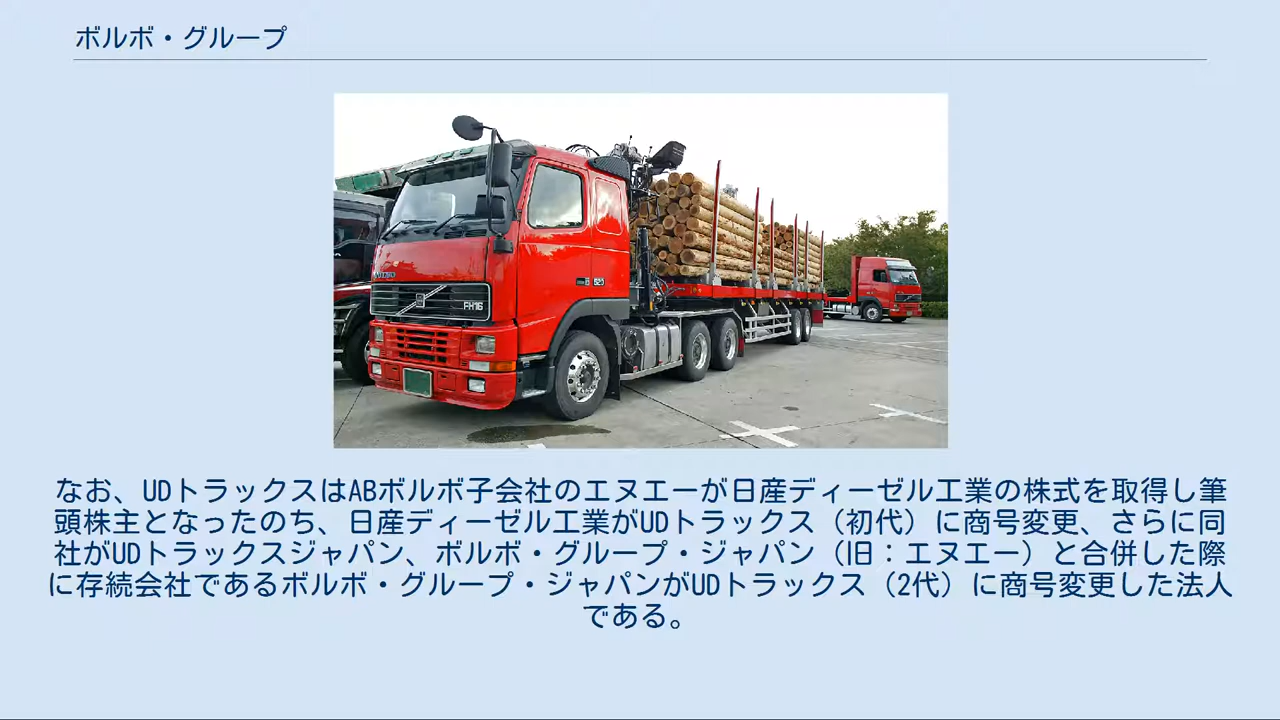 ボルボ・グループ
FH16
520
なお、UDトラックスはABボルボ子会社のエヌエーが日産ディーゼル工業の株式を取得し筆
頭株主となったのち、日産ディーゼル工業がUDトラックス（初代）に商号変更、さらに同
社がUDトラックスジャパン、ボルボ・グループ・ジャパン（旧：エヌエー）と合併した際
に存続会社であるボルボ・グループ・ジャパンがUDトラックス（2代）に商号変更した法人
である。